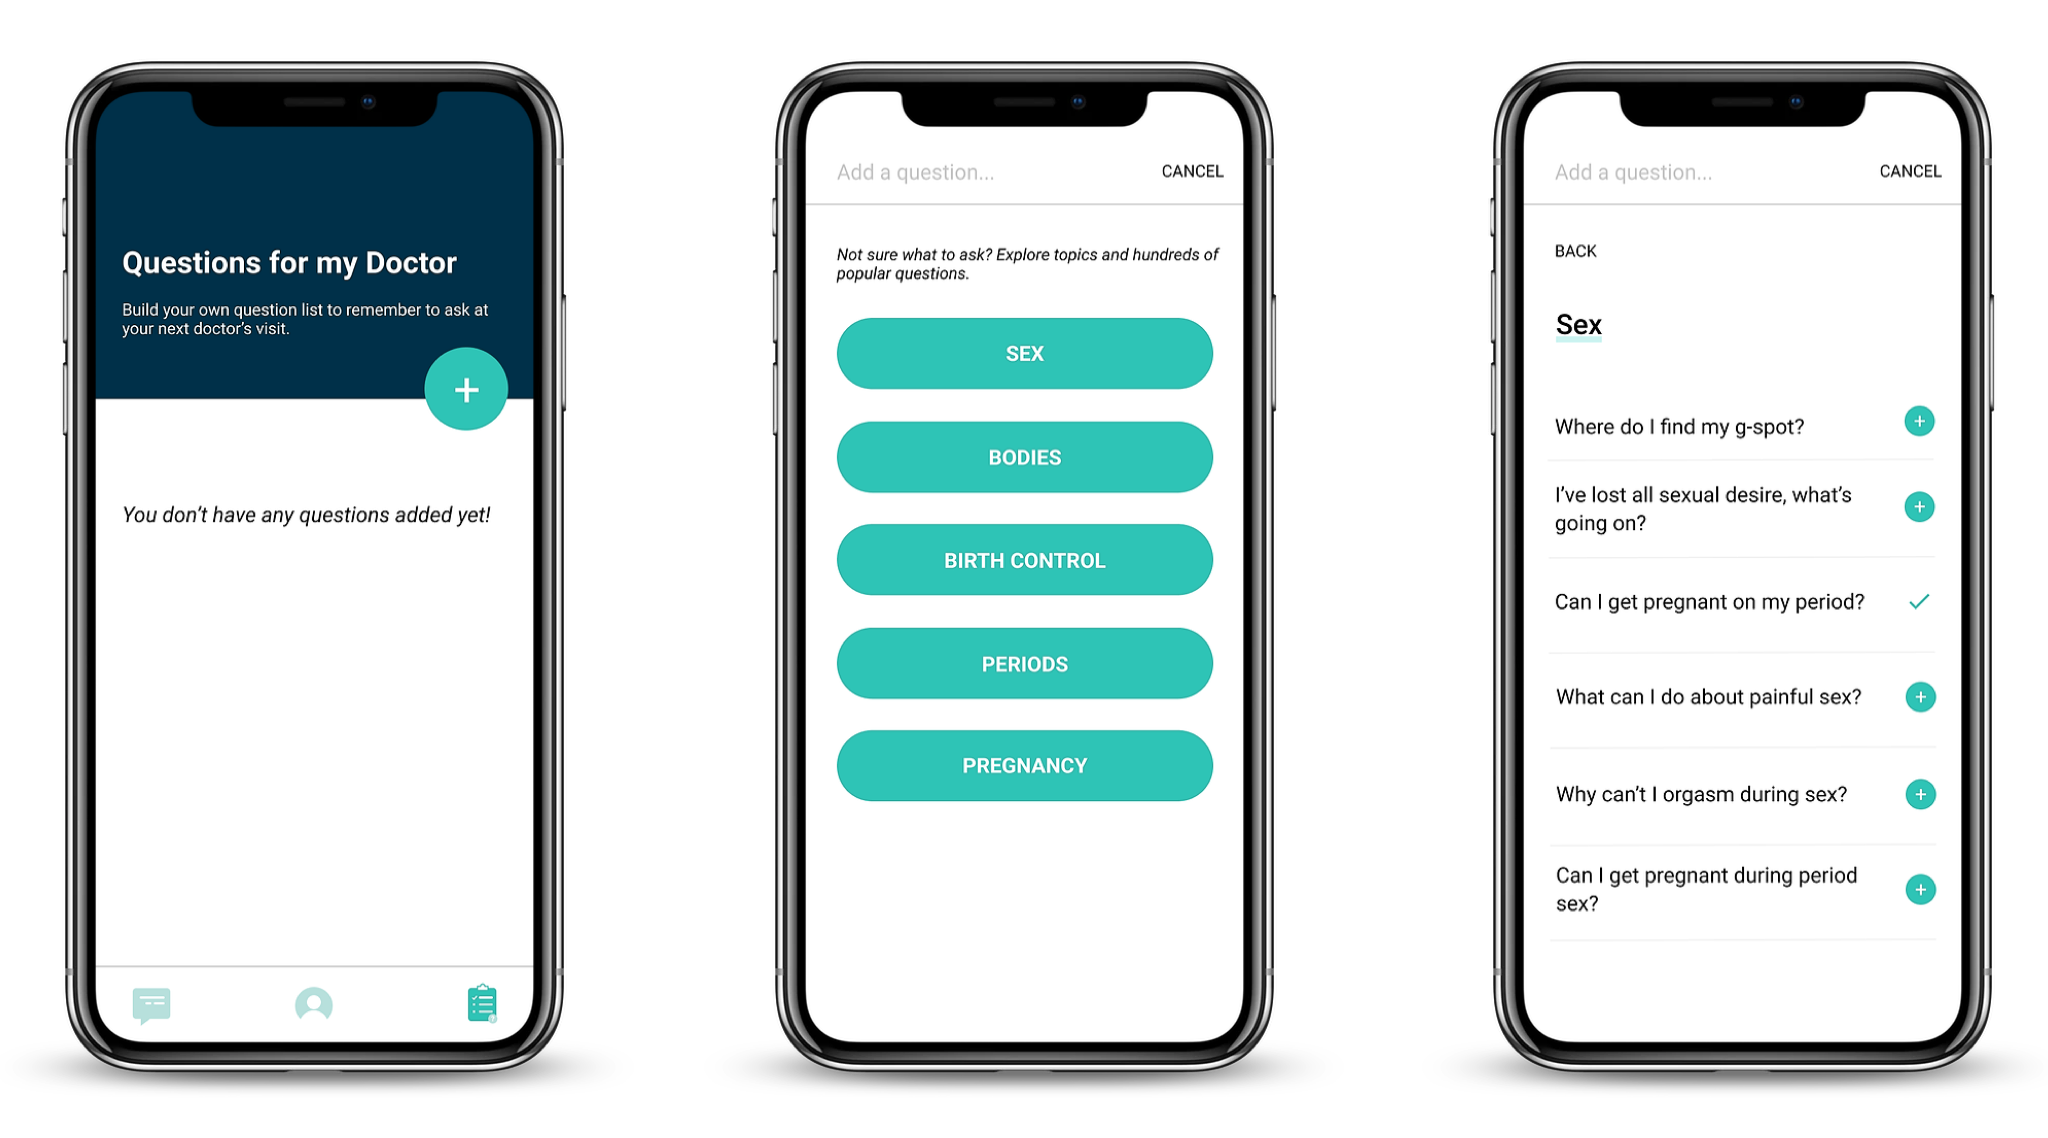 Questions for my Doctor
Build your own question list to remember to ask at
your next doctor's visit.
You don't have any questions added yet!
Add a question...
CANCEL
Not sure what to ask? Explore topics and hundreds of
popular questions.
SEX
BODIES
BIRTH CONTROL
PERIODS
PREGNANCY
Add a question...
CANCEL
BACK
Sex
Where do I find my g-spot?
I've lost all sexual desire, what's
going on?
Can I get pregnant on my period?
What can I do about painful sex?
Why can't I orgasm during sex?
Can I get pregnant during period
sex?